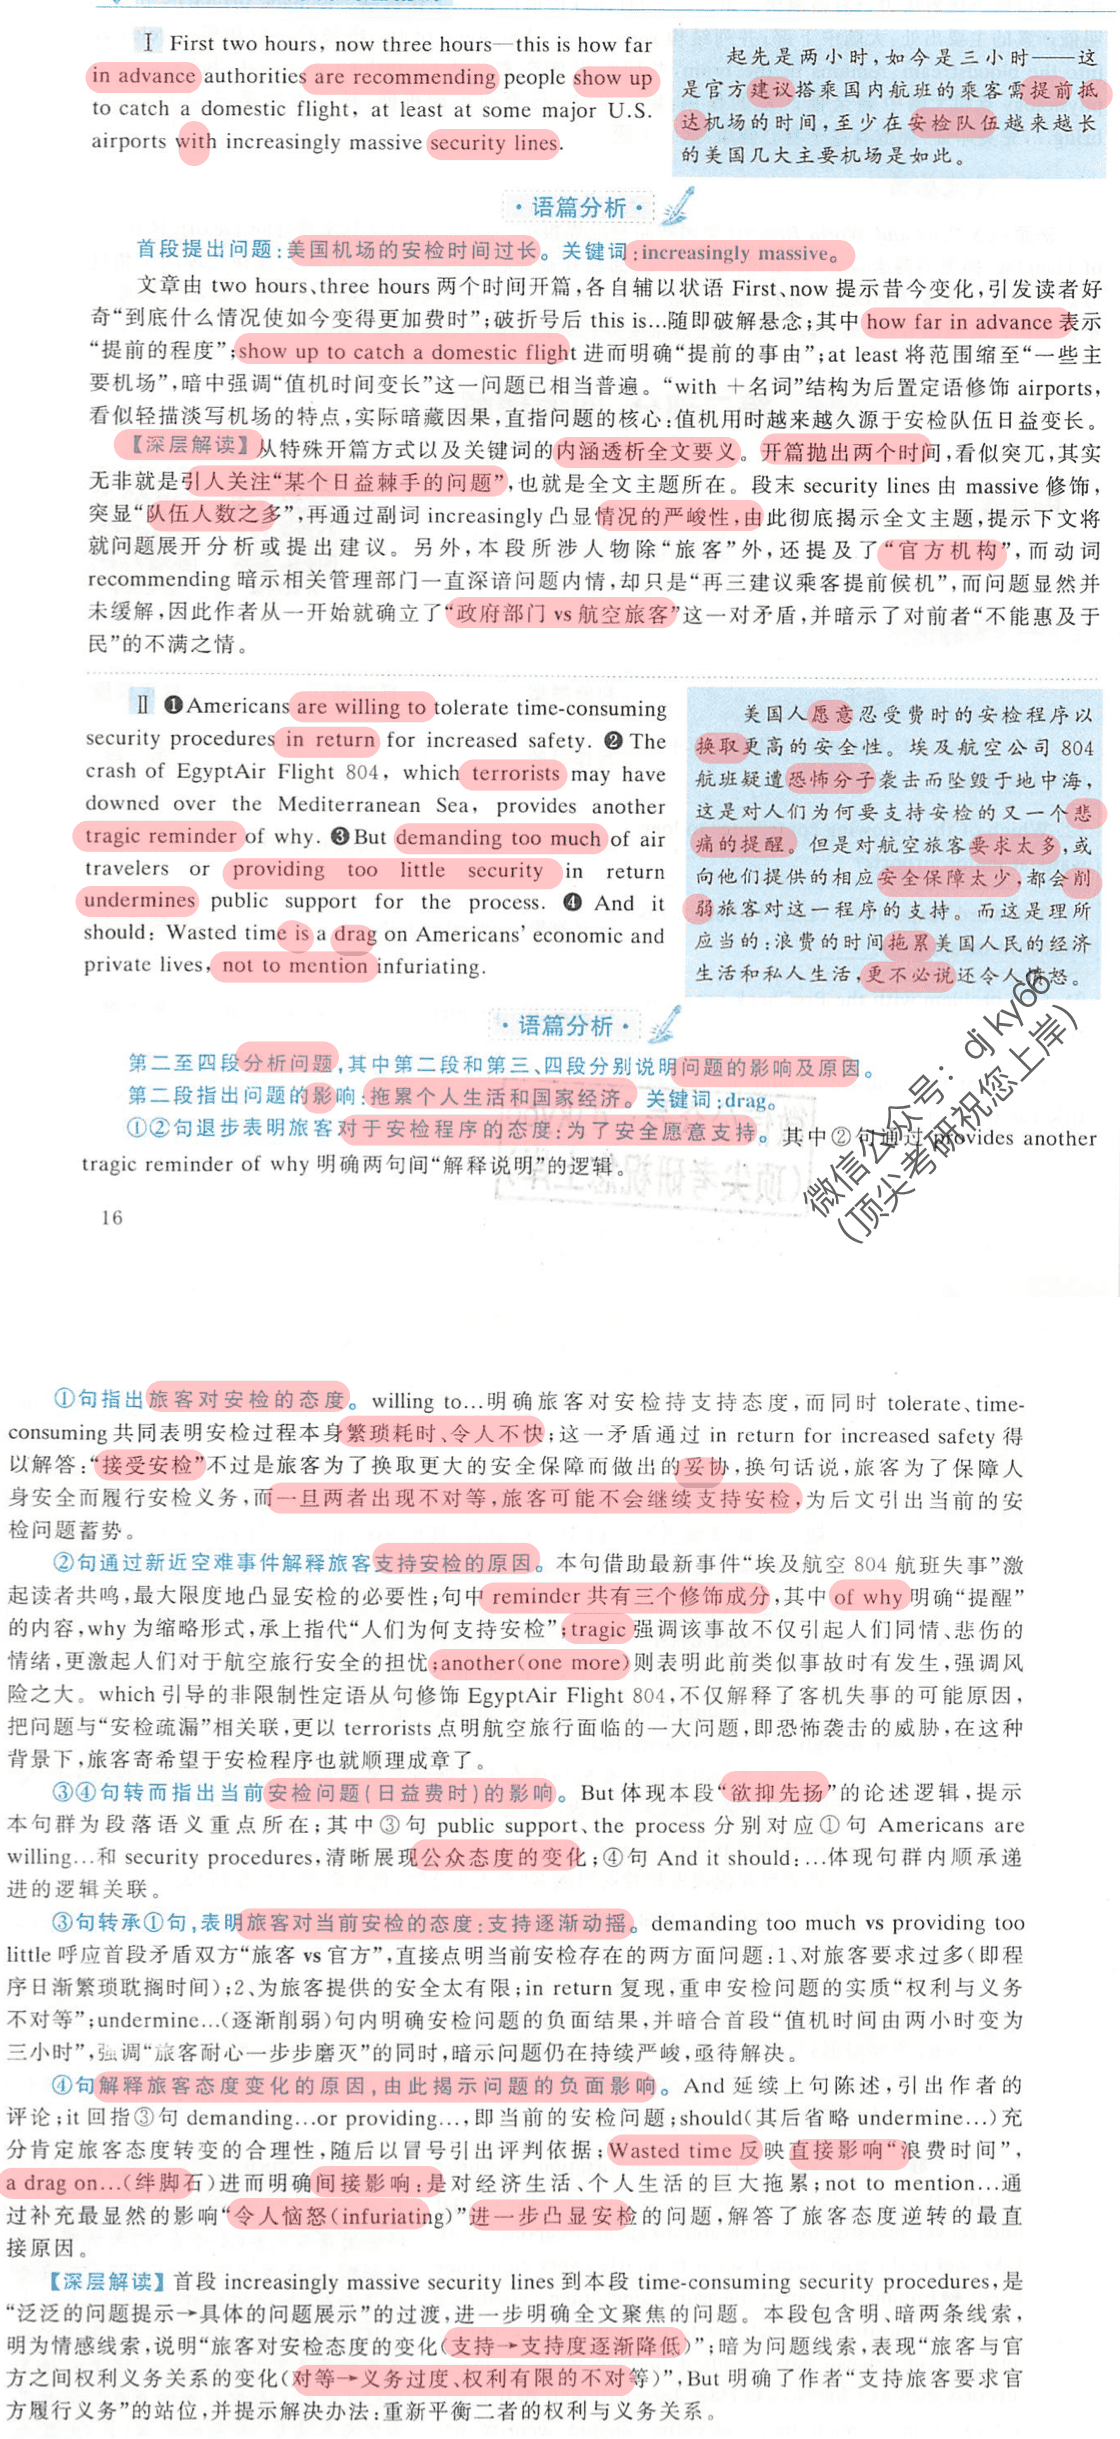 Ⅰ First two hours, now three hours—this is how far
in advance authorities are recommending people show up
to catch a domestic flight, at least at some major U.S.
airports with increasingly massive security lines.
起先是两小时,如今是三小时——这
是官方建议搭乘国内航班的乘客需提前抵
达机场的时间,至少在安检队伍越来越长
的美国几大主要机场是如此。
·语篇分析·
首段提出问题:美国机场的安检时间过长。关键词:increasingly massive。
文章由 two hours、three hours 两个时间开篇,各自辅以状语 First、now 提示昔今变化,引发读者好
奇“到底什么情况使如今变得更加费时”;破折号后 this is…随即破解悬念;其中 how far in advance 表示
“提前的程度”;show up to catch a domestic flight 进而明确“提前的事由”;at least 将范围缩至“一些主
要机场”,暗中强调“值机时间变长”这一问题已相当普遍。“with +名词”结构为后置定语修饰 airports,
看似轻描淡写机场的特点,实际暗藏因果,直指问题的核心:值机用时越来越久源于安检队伍日益变长。
【深层解读】从特殊开篇方式以及关键词的内涵透析全文要义。开篇抛出两个时间,看似突兀,其实
无非就是引人关注“某个日益棘手的问题”,也就是全文主题所在。段末 security lines 由 massive 修饰,
突显“队伍人数之多”,再通过副词 increasingly 凸显情况的严峻性,由此彻底揭示全文主题,提示下文将
就问题展开分析或提出建议。另外,本段所涉人物除“旅客”外,还提及了“官方机构”,而动词
recommending 暗示相关管理部门一直深谙问题内情,却只是“再三建议乘客提前候机”,而问题显然并
未缓解,因此作者从一开始就确立了“政府部门 vs 航空旅客”这一对矛盾,并暗示了对前者“不能惠及于
民”的不满之情。
Ⅱ ❶Americans are willing to tolerate time-consuming
security procedures in return for increased safety. ❷ The
crash of EgyptAir Flight 804, which terrorists may have
downed over the Mediterranean Sea, provides another
tragic reminder of why. ❸But demanding too much of air
travelers or providing too little security in return
undermines public support for the process. ❹ And it
should: Wasted time is a drag on Americans' economic and
private lives, not to mention infuriating.
美国人愿意忍受费时的安检程序以
换取更高的安全性。埃及航空公司 804
航班疑遭恐怖分子袭击而坠毁于地中海,
这是对人们为何要支持安检的又一个悲
痛的提醒。但是对航空旅客要求太多,或
向他们提供的相应安全保障太少,都会削
弱旅客对这一程序的支持。而这是理所
应当的:浪费的时间拖累美国人民的经济
生活和私人生活,更不必说还令人愤怒。
·语篇分析·
第二至四段分析问题,其中第二段和第三、四段分别说明问题的影响及原因。
第二段指出问题的影响:拖累个人生活和国家经济。关键词:drag。
①②句退步表明旅客对于安检程序的态度:为了安全愿意支持。其中②句通过 provides another
tragic reminder of why 明确两句间“解释说明”的逻辑。
微信公众号: djky66
(顶尖考研祝您上岸)
16
①句指出旅客对安检的态度。willing to…明确旅客对安检持支持态度,而同时 tolerate、time-
consuming 共同表明安检过程本身繁琐耗时、令人不快;这一矛盾通过 in return for increased safety 得
以解答:“接受安检”不过是旅客为了换取更大的安全保障而做出的妥协,换句话说,旅客为了保障人
身安全而履行安检义务,而一旦两者出现不对等,旅客可能不会继续支持安检,为后文引出当前的安
检问题蓄势。
②句通过新近空难事件解释旅客支持安检的原因。本句借助最新事件“埃及航空 804 航班失事”激
起读者共鸣,最大限度地凸显安检的必要性;句中 reminder 共有三个修饰成分,其中 of why 明确“提醒”
的内容,why 为缩略形式,承上指代“人们为何支持安检”;tragic 强调该事故不仅引起人们同情、悲伤的
情绪,更激起人们对于航空旅行安全的担忧;another(one more)则表明此前类似事故时有发生,强调风
险之大。which 引导的非限制性定语从句修饰 EgyptAir Flight 804,不仅解释了客机失事的可能原因,
把问题与“安检疏漏”相关联,更以 terrorists 点明航空旅行面临的一大问题,即恐怖袭击的威胁,在这种
背景下,旅客寄希望于安检程序也就顺理成章了。
③④句转而指出当前安检问题(日益费时)的影响。But 体现本段“欲抑先扬”的论述逻辑,提示
本句群为段落语义重点所在;其中③句 public support、the process 分别对应①句 Americans are
willing…和 security procedures,清晰展现公众态度的变化;④句 And it should:…体现句群内顺承递
进的逻辑关联。
③句转承①句,表明旅客对当前安检的态度:支持逐渐动摇。demanding too much vs providing too
little 呼应首段矛盾双方“旅客 vs 官方”,直接点明当前安检存在的两方面问题:1、对旅客要求过多(即程
序日渐繁琐耽搁时间);2、为旅客提供的安全太有限;in return 复现,重申安检问题的实质“权利与义务
不对等”;undermine…(逐渐削弱)句内明确安检问题的负面结果,并暗合首段“值机时间由两小时变为
三小时”,强调“旅客耐心一步步磨灭”的同时,暗示问题仍在持续严峻,亟待解决。
④句解释旅客态度变化的原因,由此揭示问题的负面影响。And 延续上句陈述,引出作者的
评论;it 回指③句 demanding…or providing…,即当前的安检问题;should(其后省略 undermine…)充
分肯定旅客态度转变的合理性,随后以冒号引出评判依据:Wasted time 反映直接影响“浪费时间”,
a drag on…(绊脚石)进而明确间接影响:是对经济生活、个人生活的巨大拖累;not to mention…通
过补充最显然的影响“令人恼怒(infuriating)”进一步凸显安检的问题,解答了旅客态度逆转的最直
接原因。
【深层解读】首段 increasingly massive security lines 到本段 time-consuming security procedures,是
“泛泛的问题提示→具体的问题展示”的过渡,进一步明确全文聚焦的问题。本段包含明、暗两条线索,
明为情感线索,说明“旅客对安检态度的变化(支持→支持度逐渐降低)”;暗为问题线索,表现“旅客与官
方之间权利义务关系的变化(对等→义务过度、权利有限的不对等)”,But 明确了作者“支持旅客要求官
方履行义务”的站位,并提示解决办法:重新平衡二者的权利与义务关系。